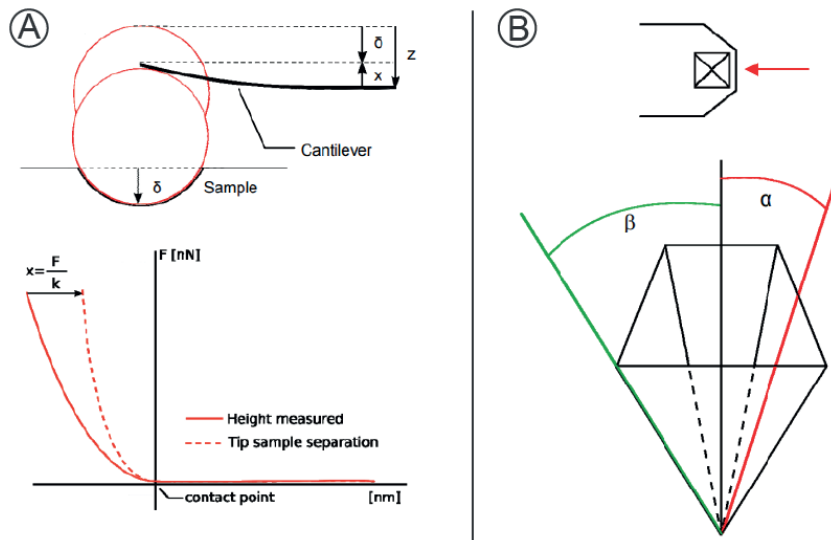 A
δ
z
x
Cantilever
δ
Sample
F [nN]
x=F/k
Height measured
Tip sample separation
contact point
[nm]
B
β
α